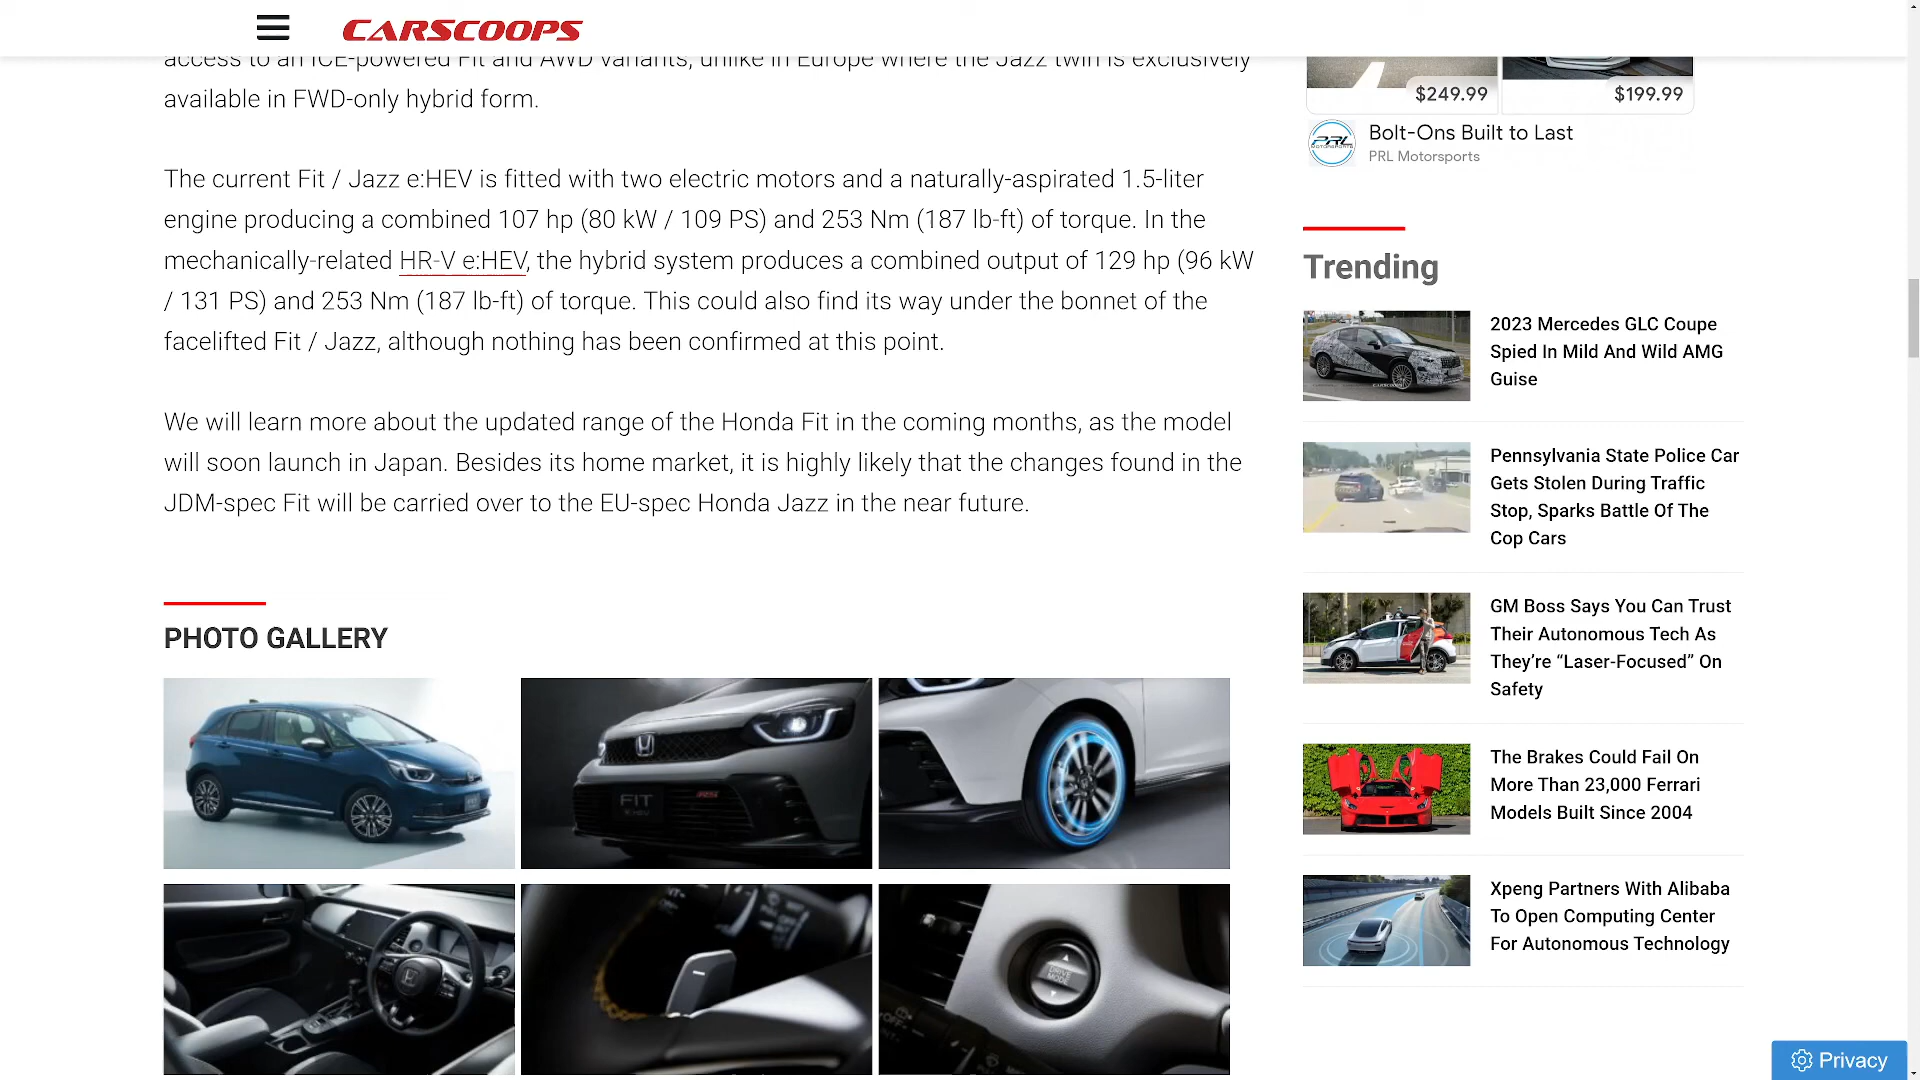 CARSCOOPS
access to an ICE-powered Fit and AWD variants, unlike in Europe where the Jazz twin is exclusively
available in FWD-only hybrid form.
The current Fit / Jazz e:HEV is fitted with two electric motors and a naturally-aspirated 1.5-liter
engine producing a combined 107 hp (80 kW / 109 PS) and 253 Nm (187 lb-ft) of torque. In the
mechanically-related HR-V e:HEV, the hybrid system produces a combined output of 129 hp (96 kW
/ 131 PS) and 253 Nm (187 lb-ft) of torque. This could also find its way under the bonnet of the
facelifted Fit / Jazz, although nothing has been confirmed at this point.
We will learn more about the updated range of the Honda Fit in the coming months, as the model
will soon launch in Japan. Besides its home market, it is highly likely that the changes found in the
JDM-spec Fit will be carried over to the EU-spec Honda Jazz in the near future.
PHOTO GALLERY
FIT
e:HEV
RS
DRIVE
MODE
$249.99
$199.99
PRL
MOTORSPORTS
Bolt-Ons Built to Last
PRL Motorsports
Trending
CARSCOOPS
2023 Mercedes GLC Coupe
Spied In Mild And Wild AMG
Guise
Pennsylvania State Police Car
Gets Stolen During Traffic
Stop, Sparks Battle Of The
Cop Cars
GM Boss Says You Can Trust
Their Autonomous Tech As
They’re “Laser-Focused” On
Safety
The Brakes Could Fail On
More Than 23,000 Ferrari
Models Built Since 2004
Xpeng Partners With Alibaba
To Open Computing Center
For Autonomous Technology
Privacy